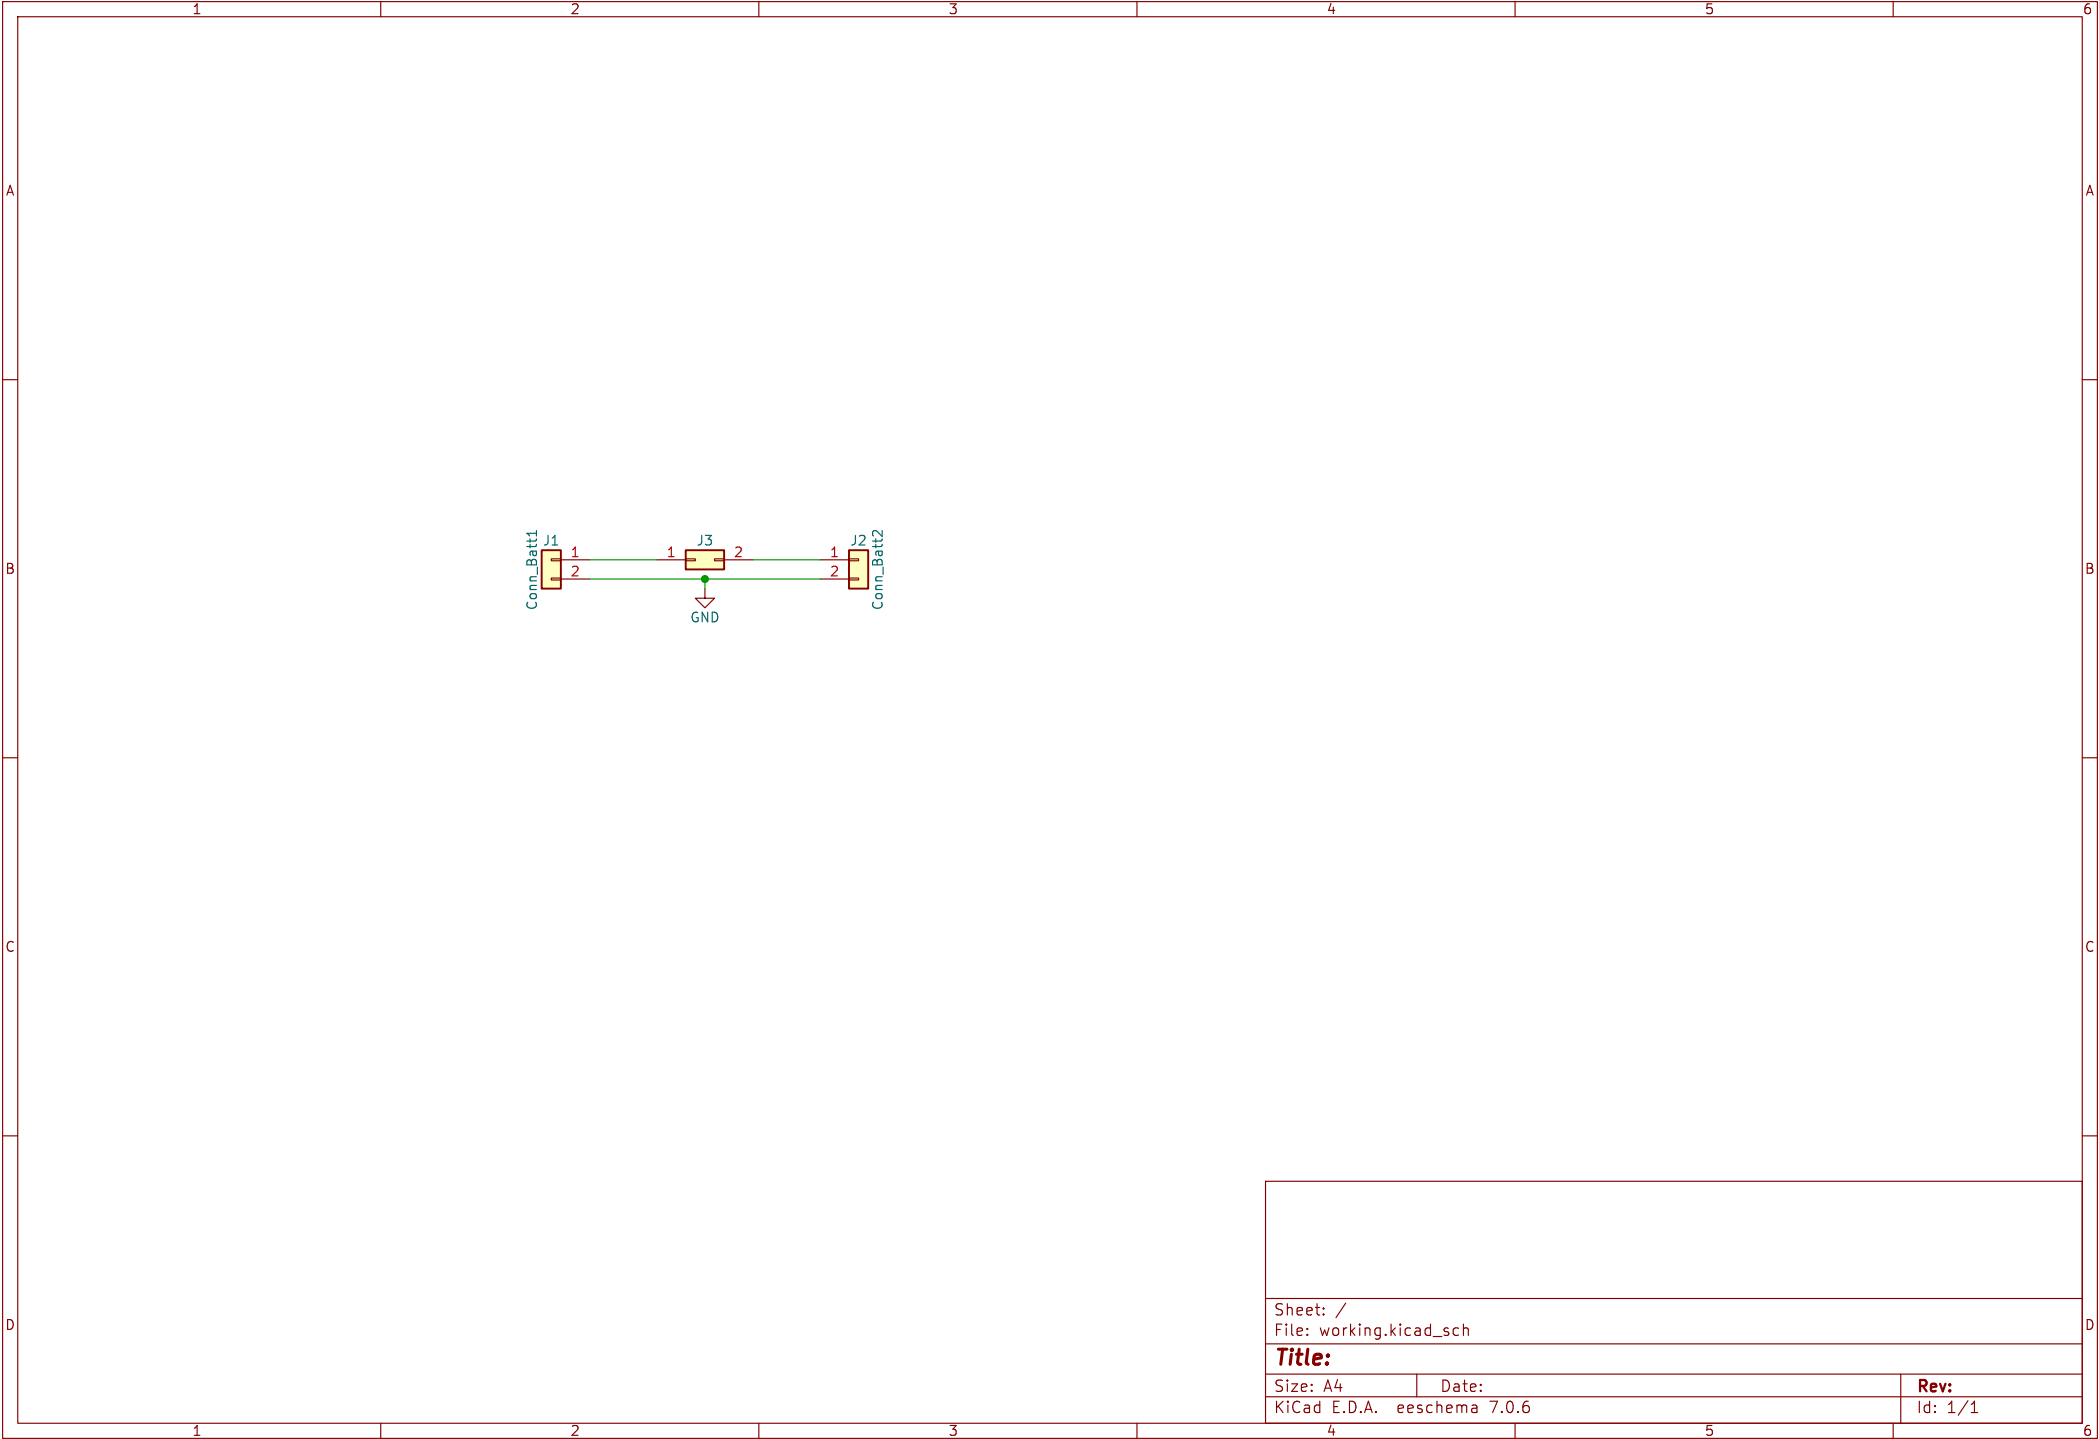 1 2 3 4 5 6
A A
Conn_Batt1
J1
J3
J2
Conn_Batt2
1 1 2 1
2 2
B B
GND
C C
Sheet: /
File: working.kicad_sch
D D
Title:
Size: A4 Date: Rev:
KiCad E.D.A. eeschema 7.0.6 Id: 1/1
1 2 3 4 5 6